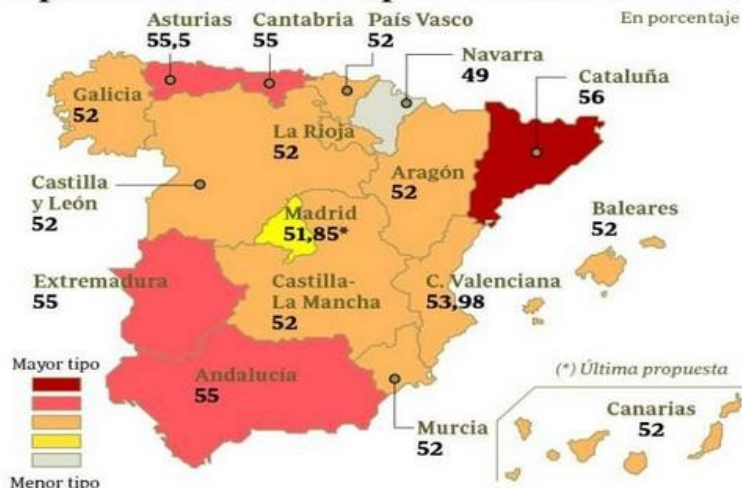 En porcentaje
Asturias
55,5
Cantabria
55
País Vasco
52
Navarra
49
Cataluña
56
Galicia
52
La Rioja
52
Aragón
52
Castilla
y León
52
Madrid
51,85*
Baleares
52
Extremadura
55
Castilla-
La Mancha
52
C. Valenciana
53,98
Mayor tipo
Menor tipo
Andalucía
55
Murcia
52
(*) Última propuesta
Canarias
52